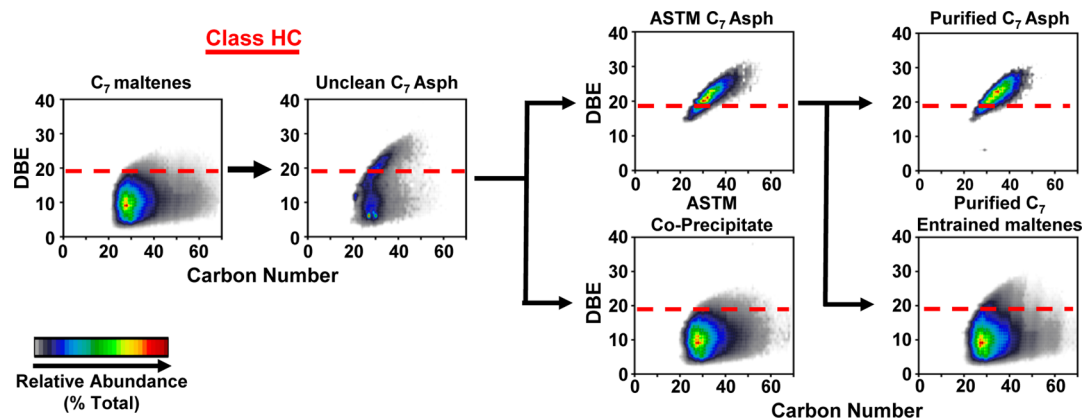 Class HC
C₇ maltenes
Unclean C₇ Asph
ASTM C₇ Asph
Purified C₇ Asph
DBE
40
30
20
10
0
0 20 40 60
40
30
20
10
0
0 20 40 60
Carbon Number
DBE
40
30
20
10
0
0 20 40 60
40
30
20
10
0
0 20 40 60
ASTM
Co-Precipitate
Purified C₇
Entrained maltenes
DBE
40
30
20
10
0
0 20 40 60
40
30
20
10
0
0 20 40 60
Carbon Number
Relative Abundance
(% Total)